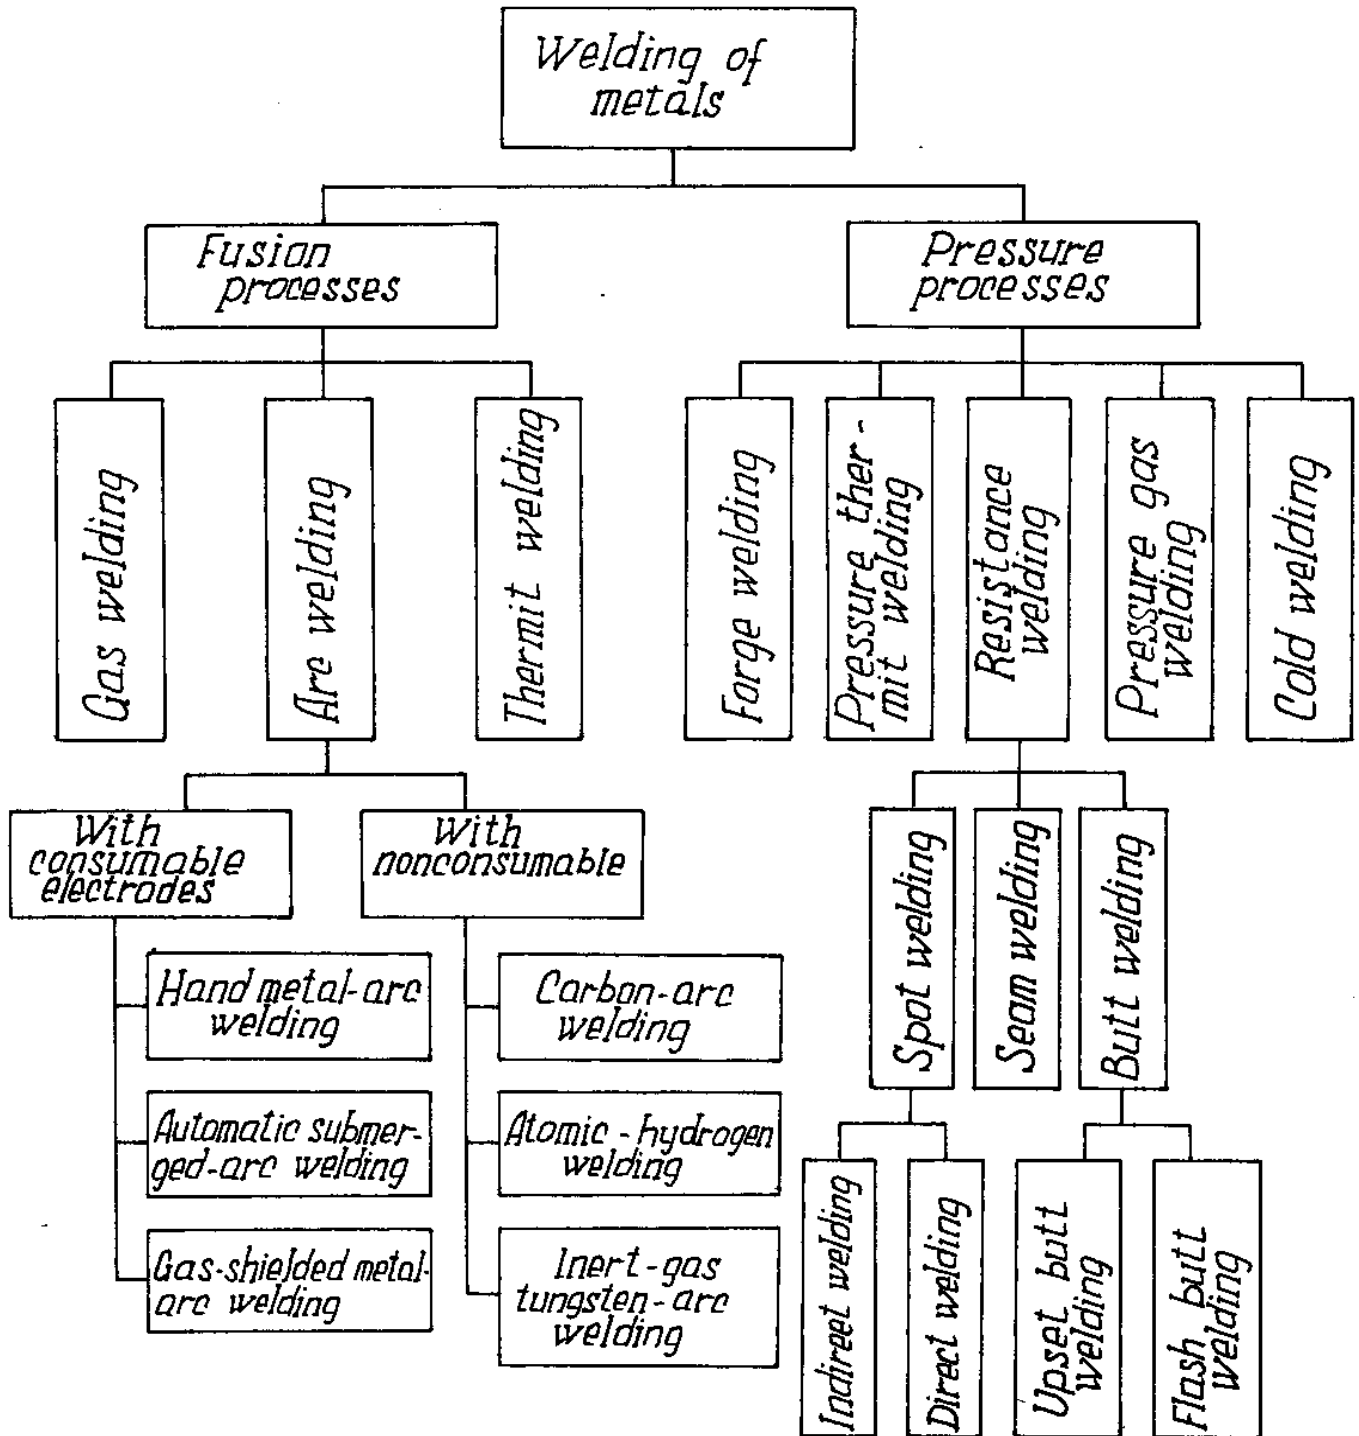 Welding of
metals
Fusion
processes
Pressure
processes
Gas welding
Arc welding
Thermit welding
Forge welding
Pressure ther-
mit welding
Resistance
welding
Pressure gas
welding
Cold welding
With
consumable
electrodes
With
nonconsumable
Hand metal-arc
welding
Automatic submer-
ged-arc welding
Gas-shielded metal-
arc welding
Carbon-arc
welding
Atomic-hydrogen
welding
Inert-gas
tungsten-arc
welding
Spot welding
Seam welding
Butt welding
Indireet welding
Direct welding
Upset butt
welding
Flash butt
welding